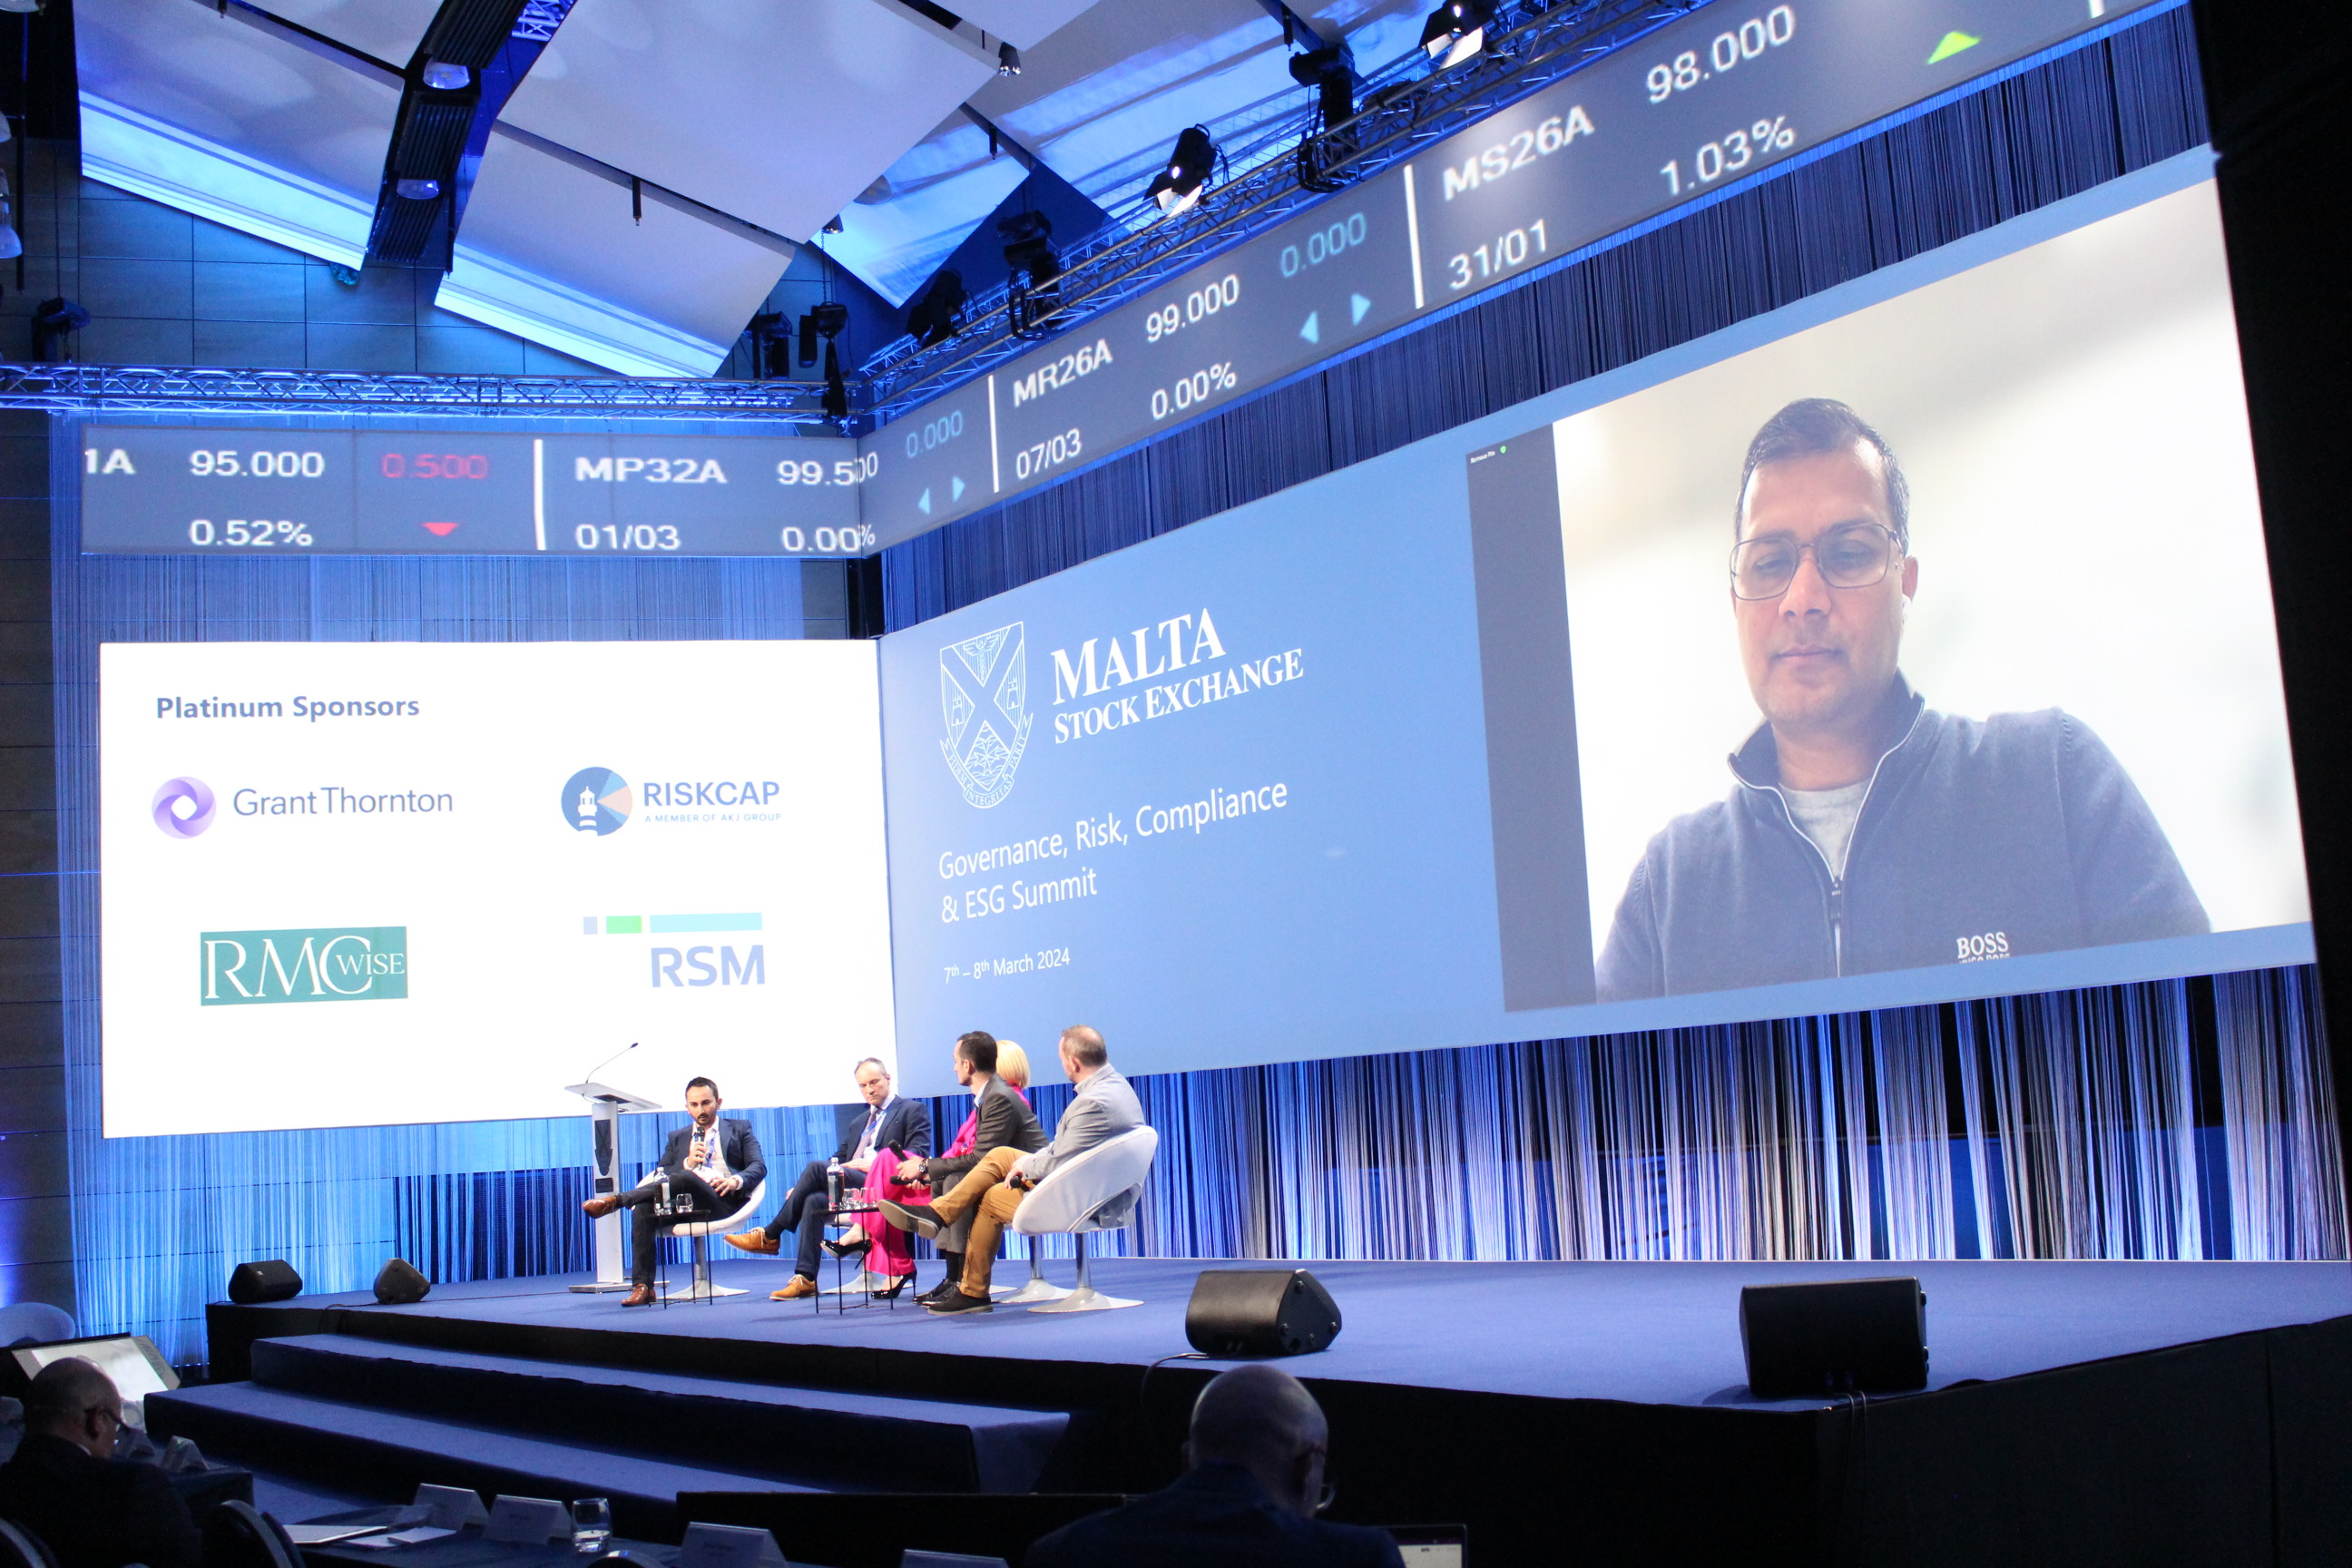 1A 95.000 0.500
0.52%
MP32A 99.500
01/03 0.00%
0.000
MR26A 99.000 0.000
07/03 0.00%
MS26A 98.000
31/01 1.03%
Platinum Sponsors
Grant Thornton
RISKCAP
A MEMBER OF AKJ GROUP
RMC WISE
RSM
MALTA
STOCK EXCHANGE
Governance, Risk, Compliance
& ESG Summit
7th – 8th March 2024
Remove Pin
BOSS